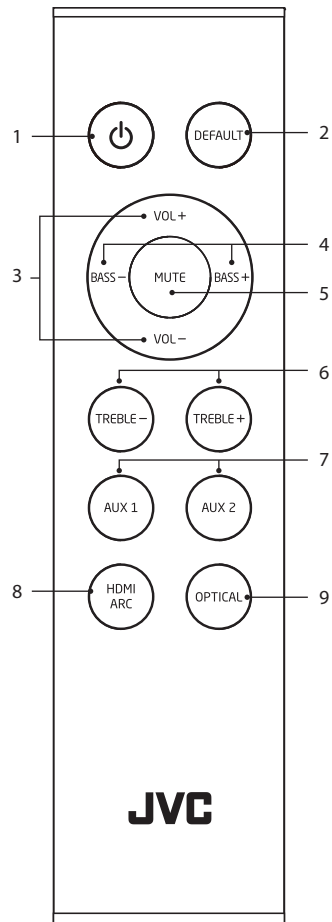 1
DEFAULT
2
VOL+
3
BASS-
MUTE
BASS+
4
5
VOL-
6
TREBLE-
TREBLE+
7
AUX 1
AUX 2
8
HDMI
ARC
OPTICAL
9
JVC